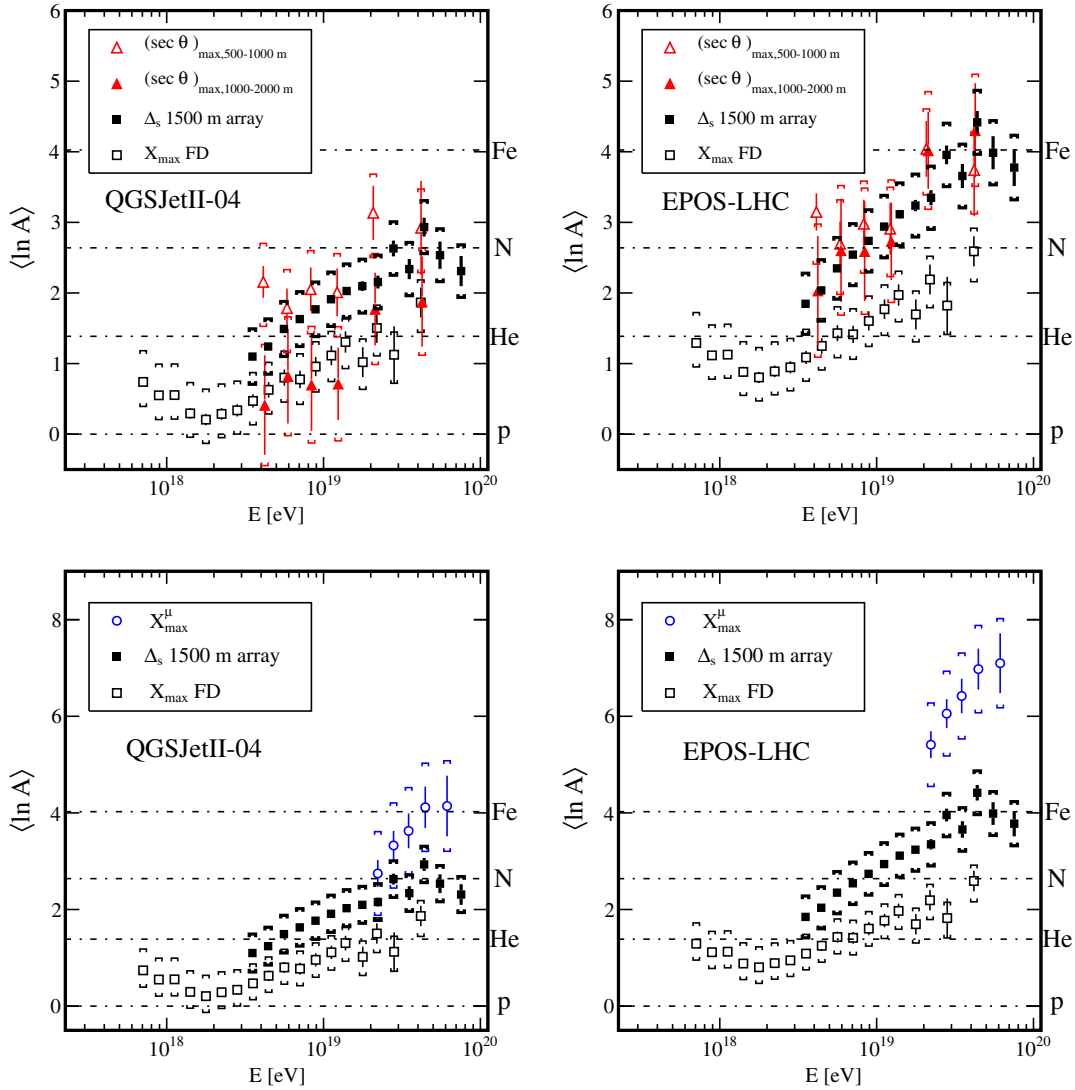 6
(sec θ)max,500-1000 m
(sec θ)max,1000-2000 m
Δs 1500 m array
Xmax FD
5
4
Fe
QGSJetII-04
⟨ln A⟩
3
N
2
He
1
0
p
10^18
10^19
10^20
E [eV]
6
(sec θ)max,500-1000 m
(sec θ)max,1000-2000 m
Δs 1500 m array
Xmax FD
5
4
Fe
EPOS-LHC
⟨ln A⟩
3
N
2
He
1
0
p
10^18
10^19
10^20
E [eV]
8
X^μ_max
Δs 1500 m array
Xmax FD
6
QGSJetII-04
⟨ln A⟩
4
Fe
N
2
He
0
p
10^18
10^19
10^20
E [eV]
8
X^μ_max
Δs 1500 m array
Xmax FD
6
EPOS-LHC
⟨ln A⟩
4
Fe
N
2
He
0
p
10^18
10^19
10^20
E [eV]